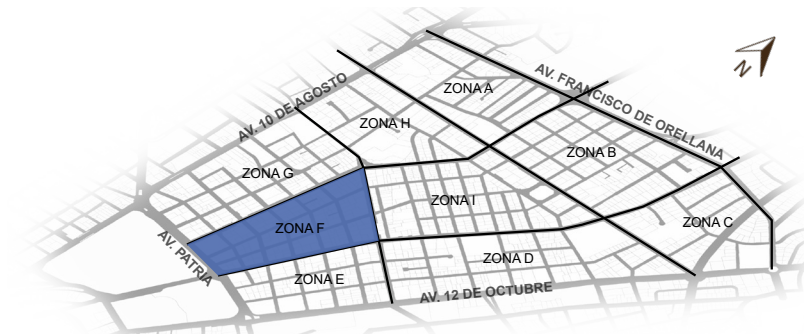 AV. 10 DE AGOSTO
AV. FRANCISCO DE ORELLANA
N
ZONA A
ZONA H
ZONA B
ZONA G
ZONA I
ZONA C
ZONA F
AV. PATRIA
ZONA D
ZONA E
AV. 12 DE OCTUBRE